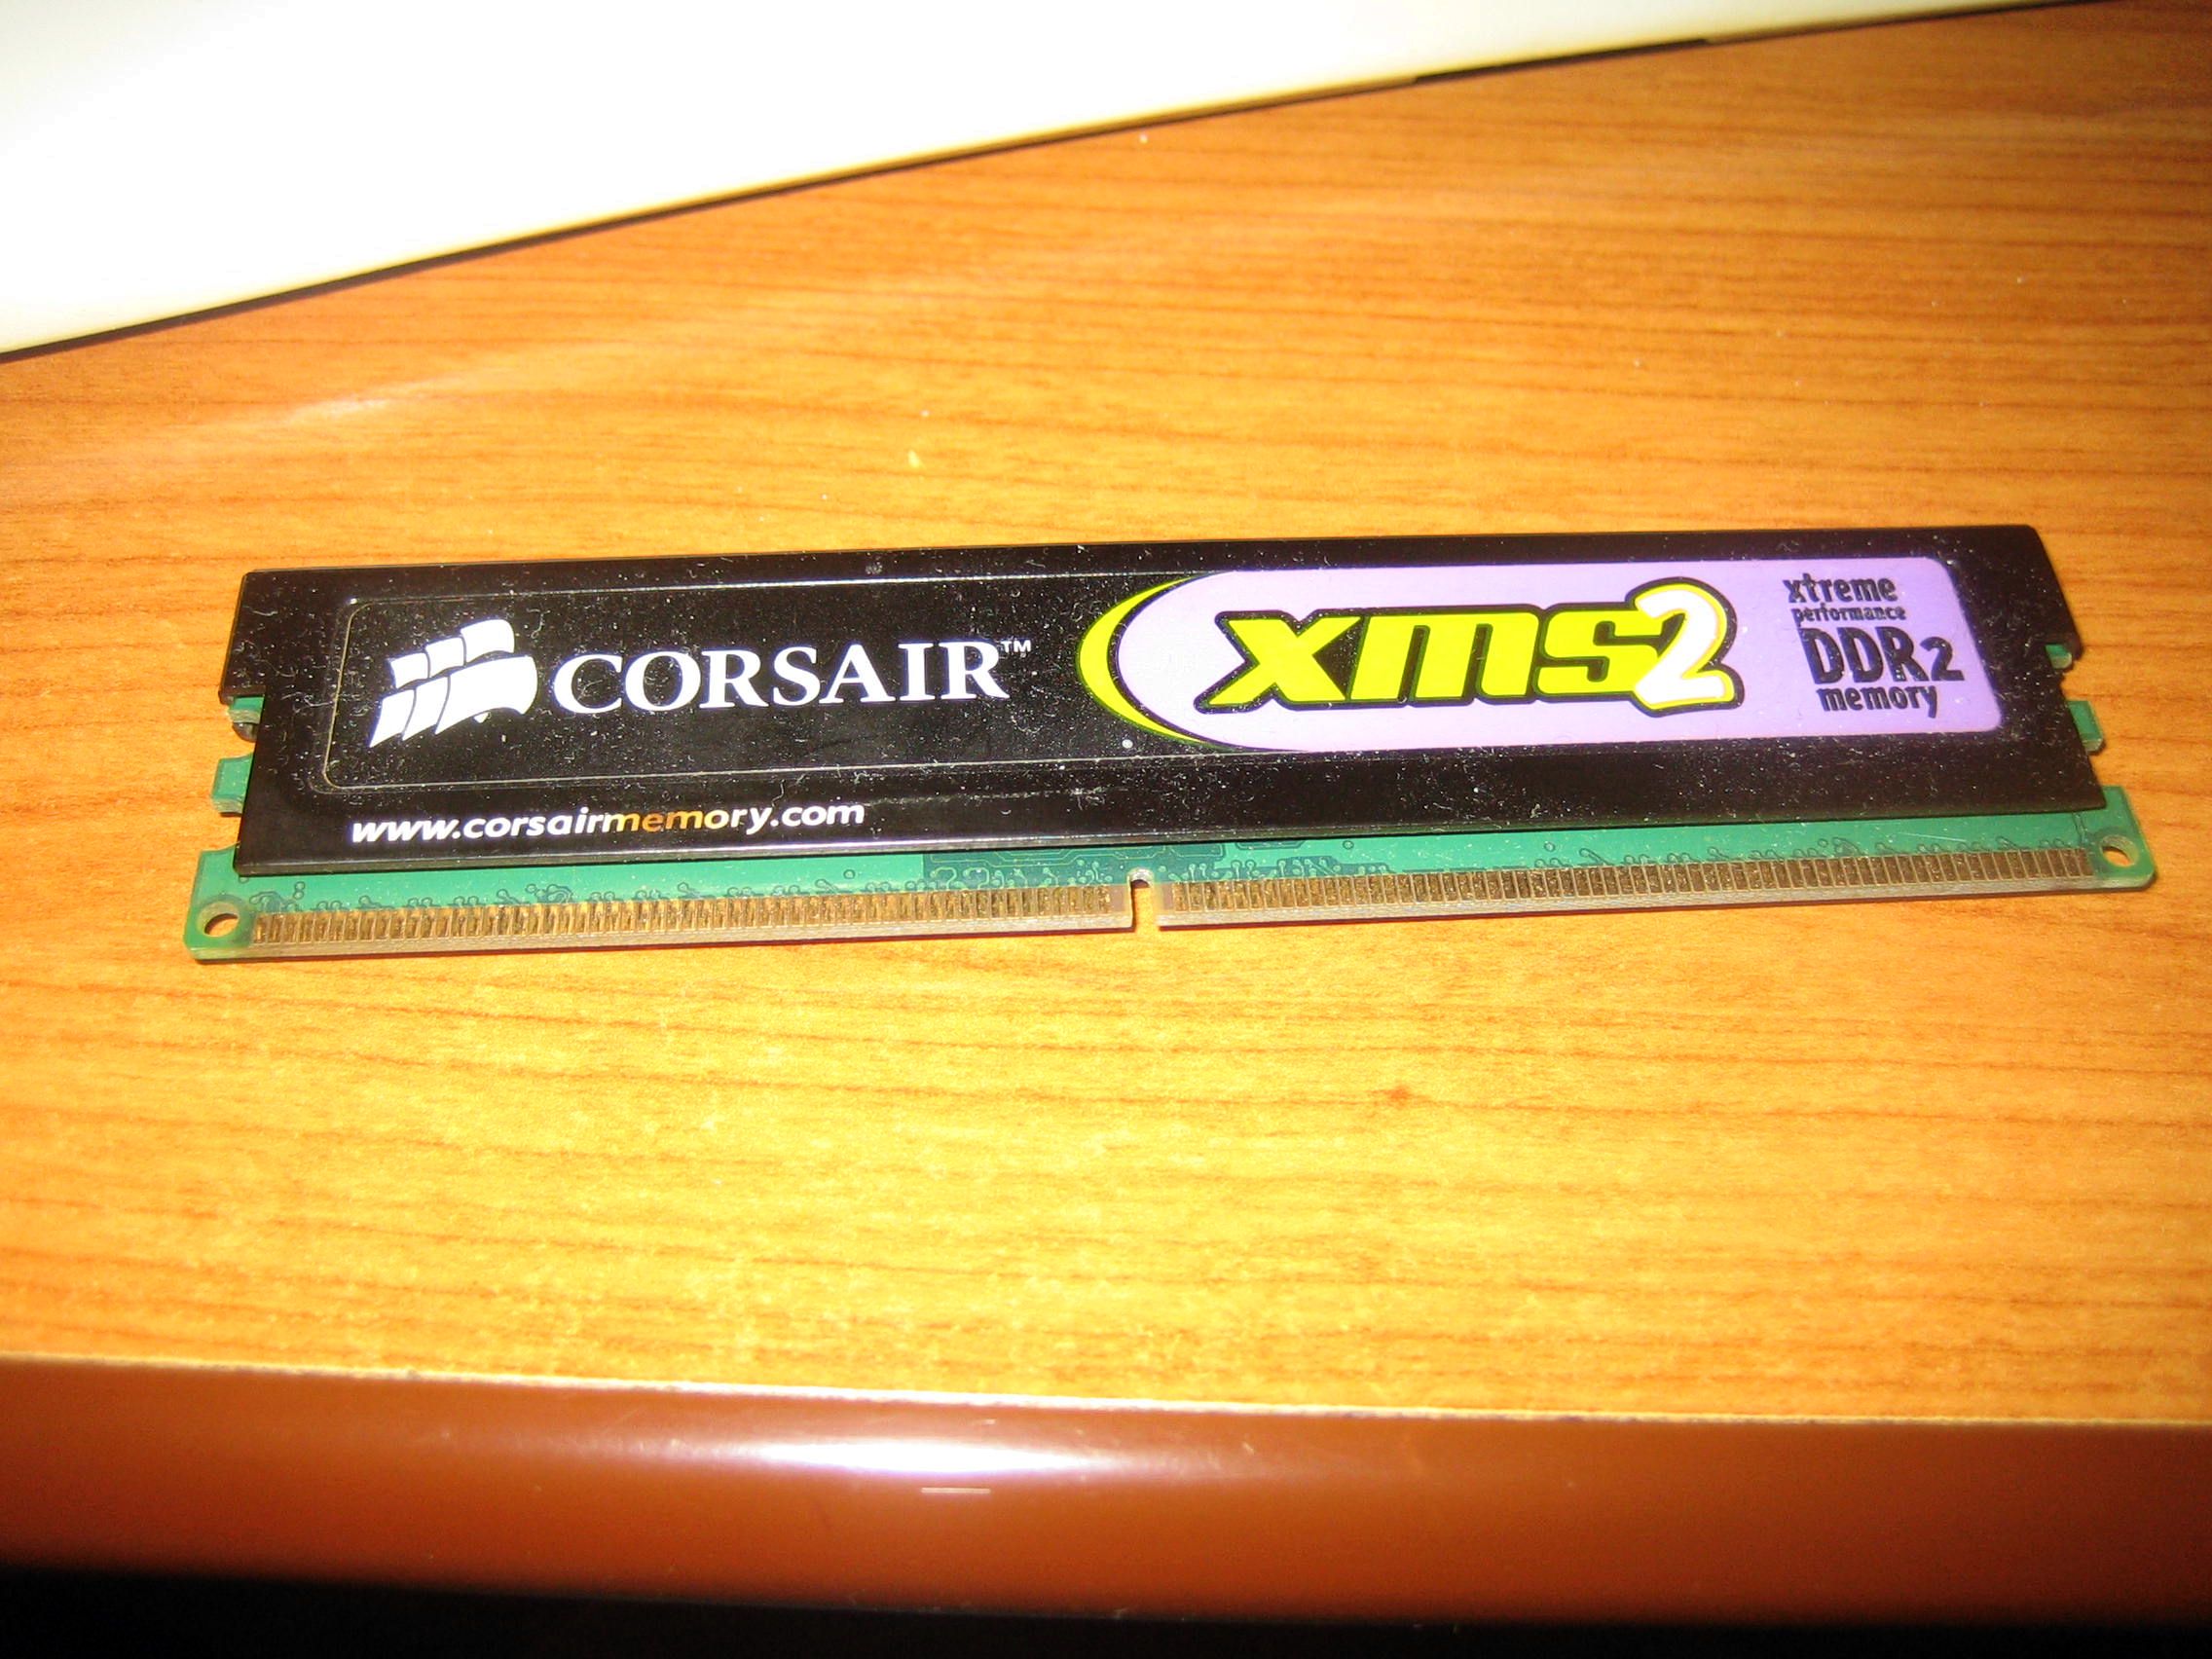 CORSAIR™
xms2
xtreme
performance
DDR2
memory
www.corsairmemory.com